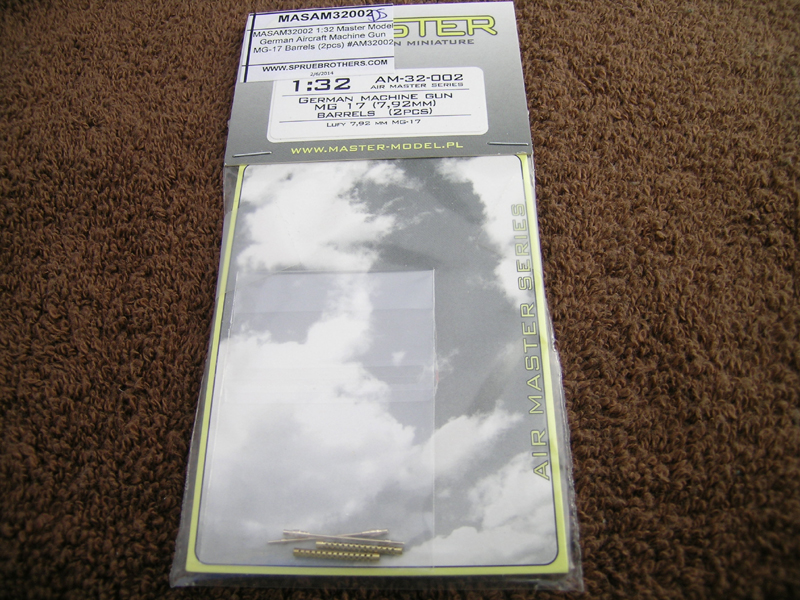 MASAM32002
MASAM32002 1:32 Master Model
German Aircraft Machine Gun
MG-17 Barrels (2pcs) #AM32002
WWW.SPRUEBROTHERS.COM
2/6/2014
STER
N MINIATURE
1:32
AM-32-002
AIR MASTER SERIES
GERMAN MACHINE GUN
MG 17 (7,92MM)
BARRELS (2PCS)
LUFY 7,92 MM MG-17
WWW.MASTER-MODEL.PL
AIR MASTER SERIES